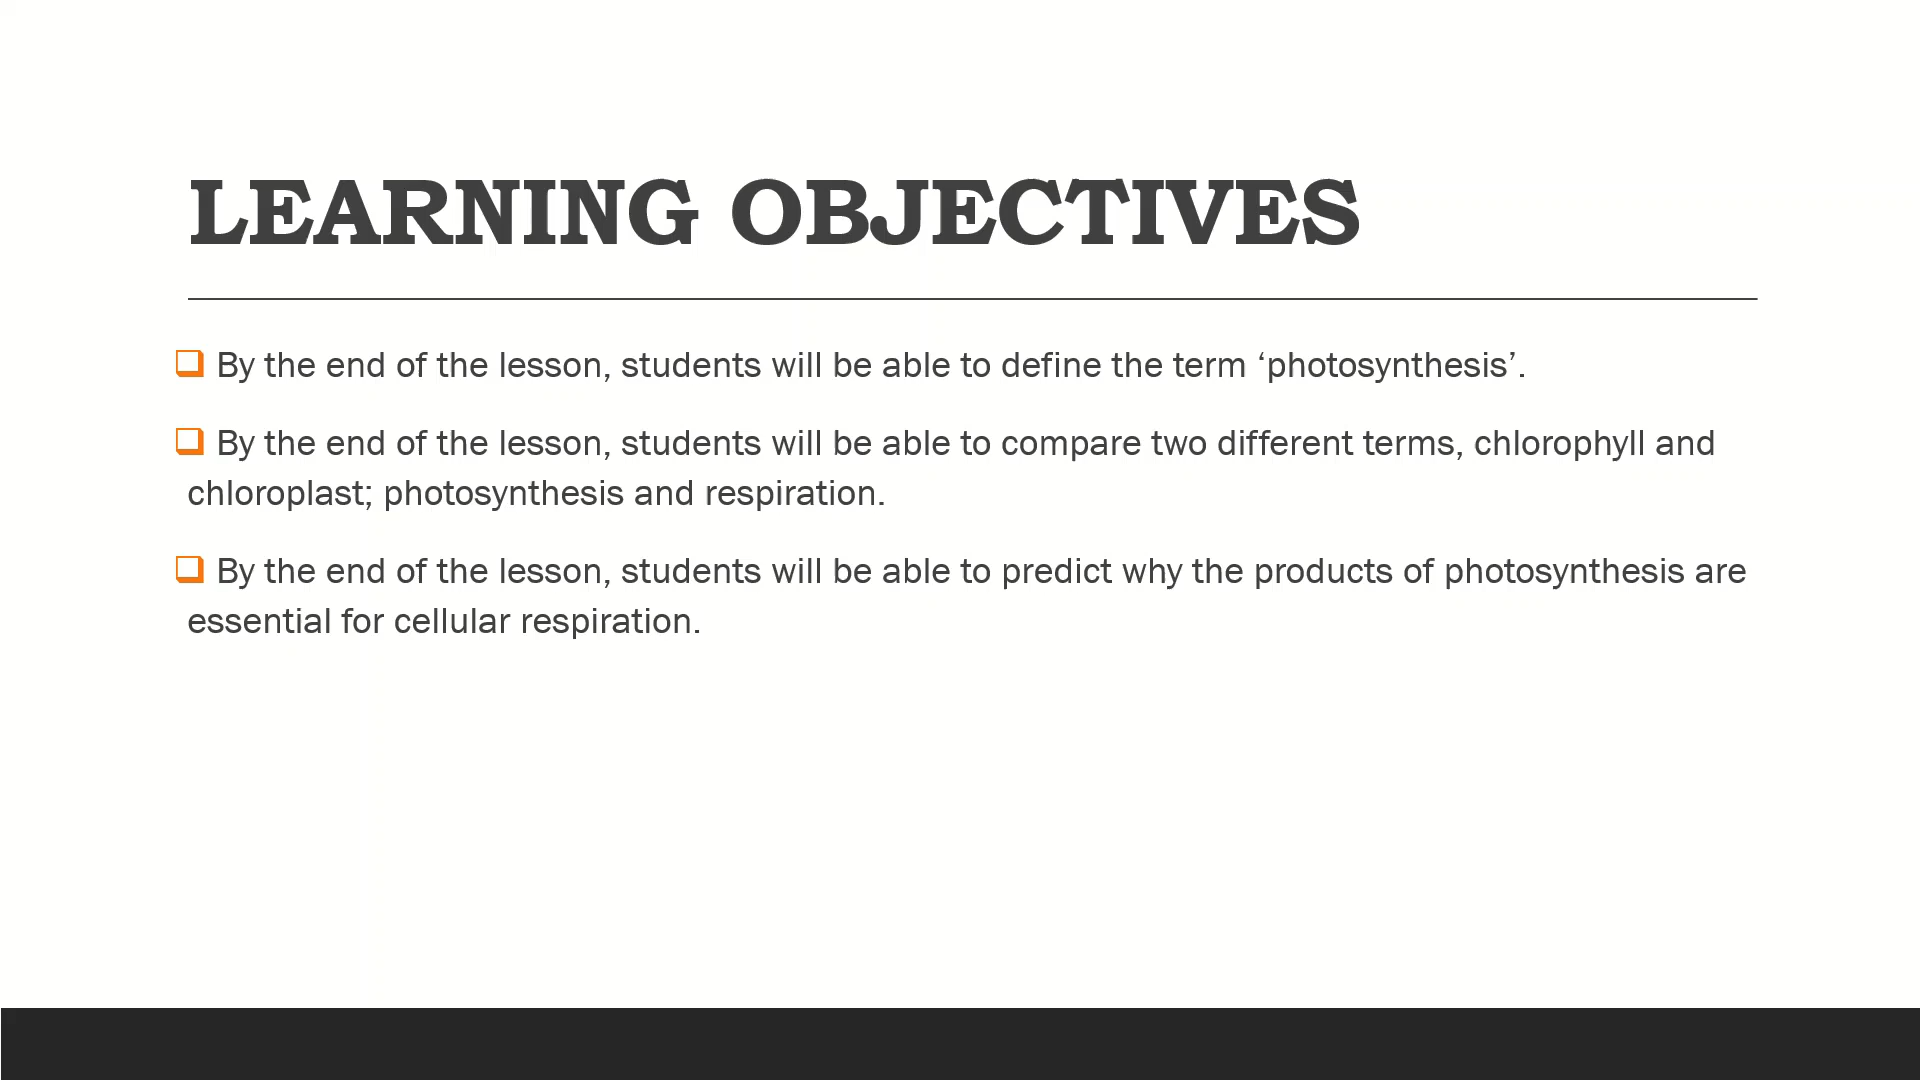 LEARNING OBJECTIVES
By the end of the lesson, students will be able to define the term ‘photosynthesis’.
By the end of the lesson, students will be able to compare two different terms, chlorophyll and
chloroplast; photosynthesis and respiration.
By the end of the lesson, students will be able to predict why the products of photosynthesis are
essential for cellular respiration.